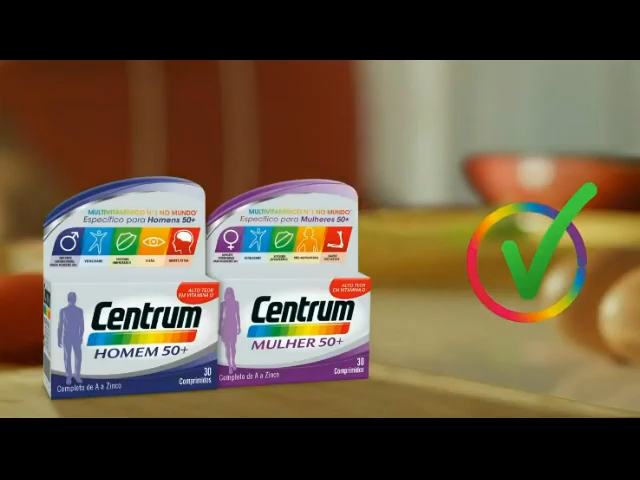 MULTIVITAMÍNICO Nº1 NO MUNDO*
Específico para Homens 50+
VITALIDADE
VISÃO
ALTO TEOR
EM VITAMINA D
Centrum
HOMEM 50+
30
Comprimidos
Completo de A a Zinco
MULTIVITAMÍNICO Nº1 NO MUNDO*
Específico para Mulheres 50+
VITALIDADE
ALTO TEOR
EM VITAMINA D
Centrum
MULHER 50+
30
Comprimidos
Completo de A a Zinco